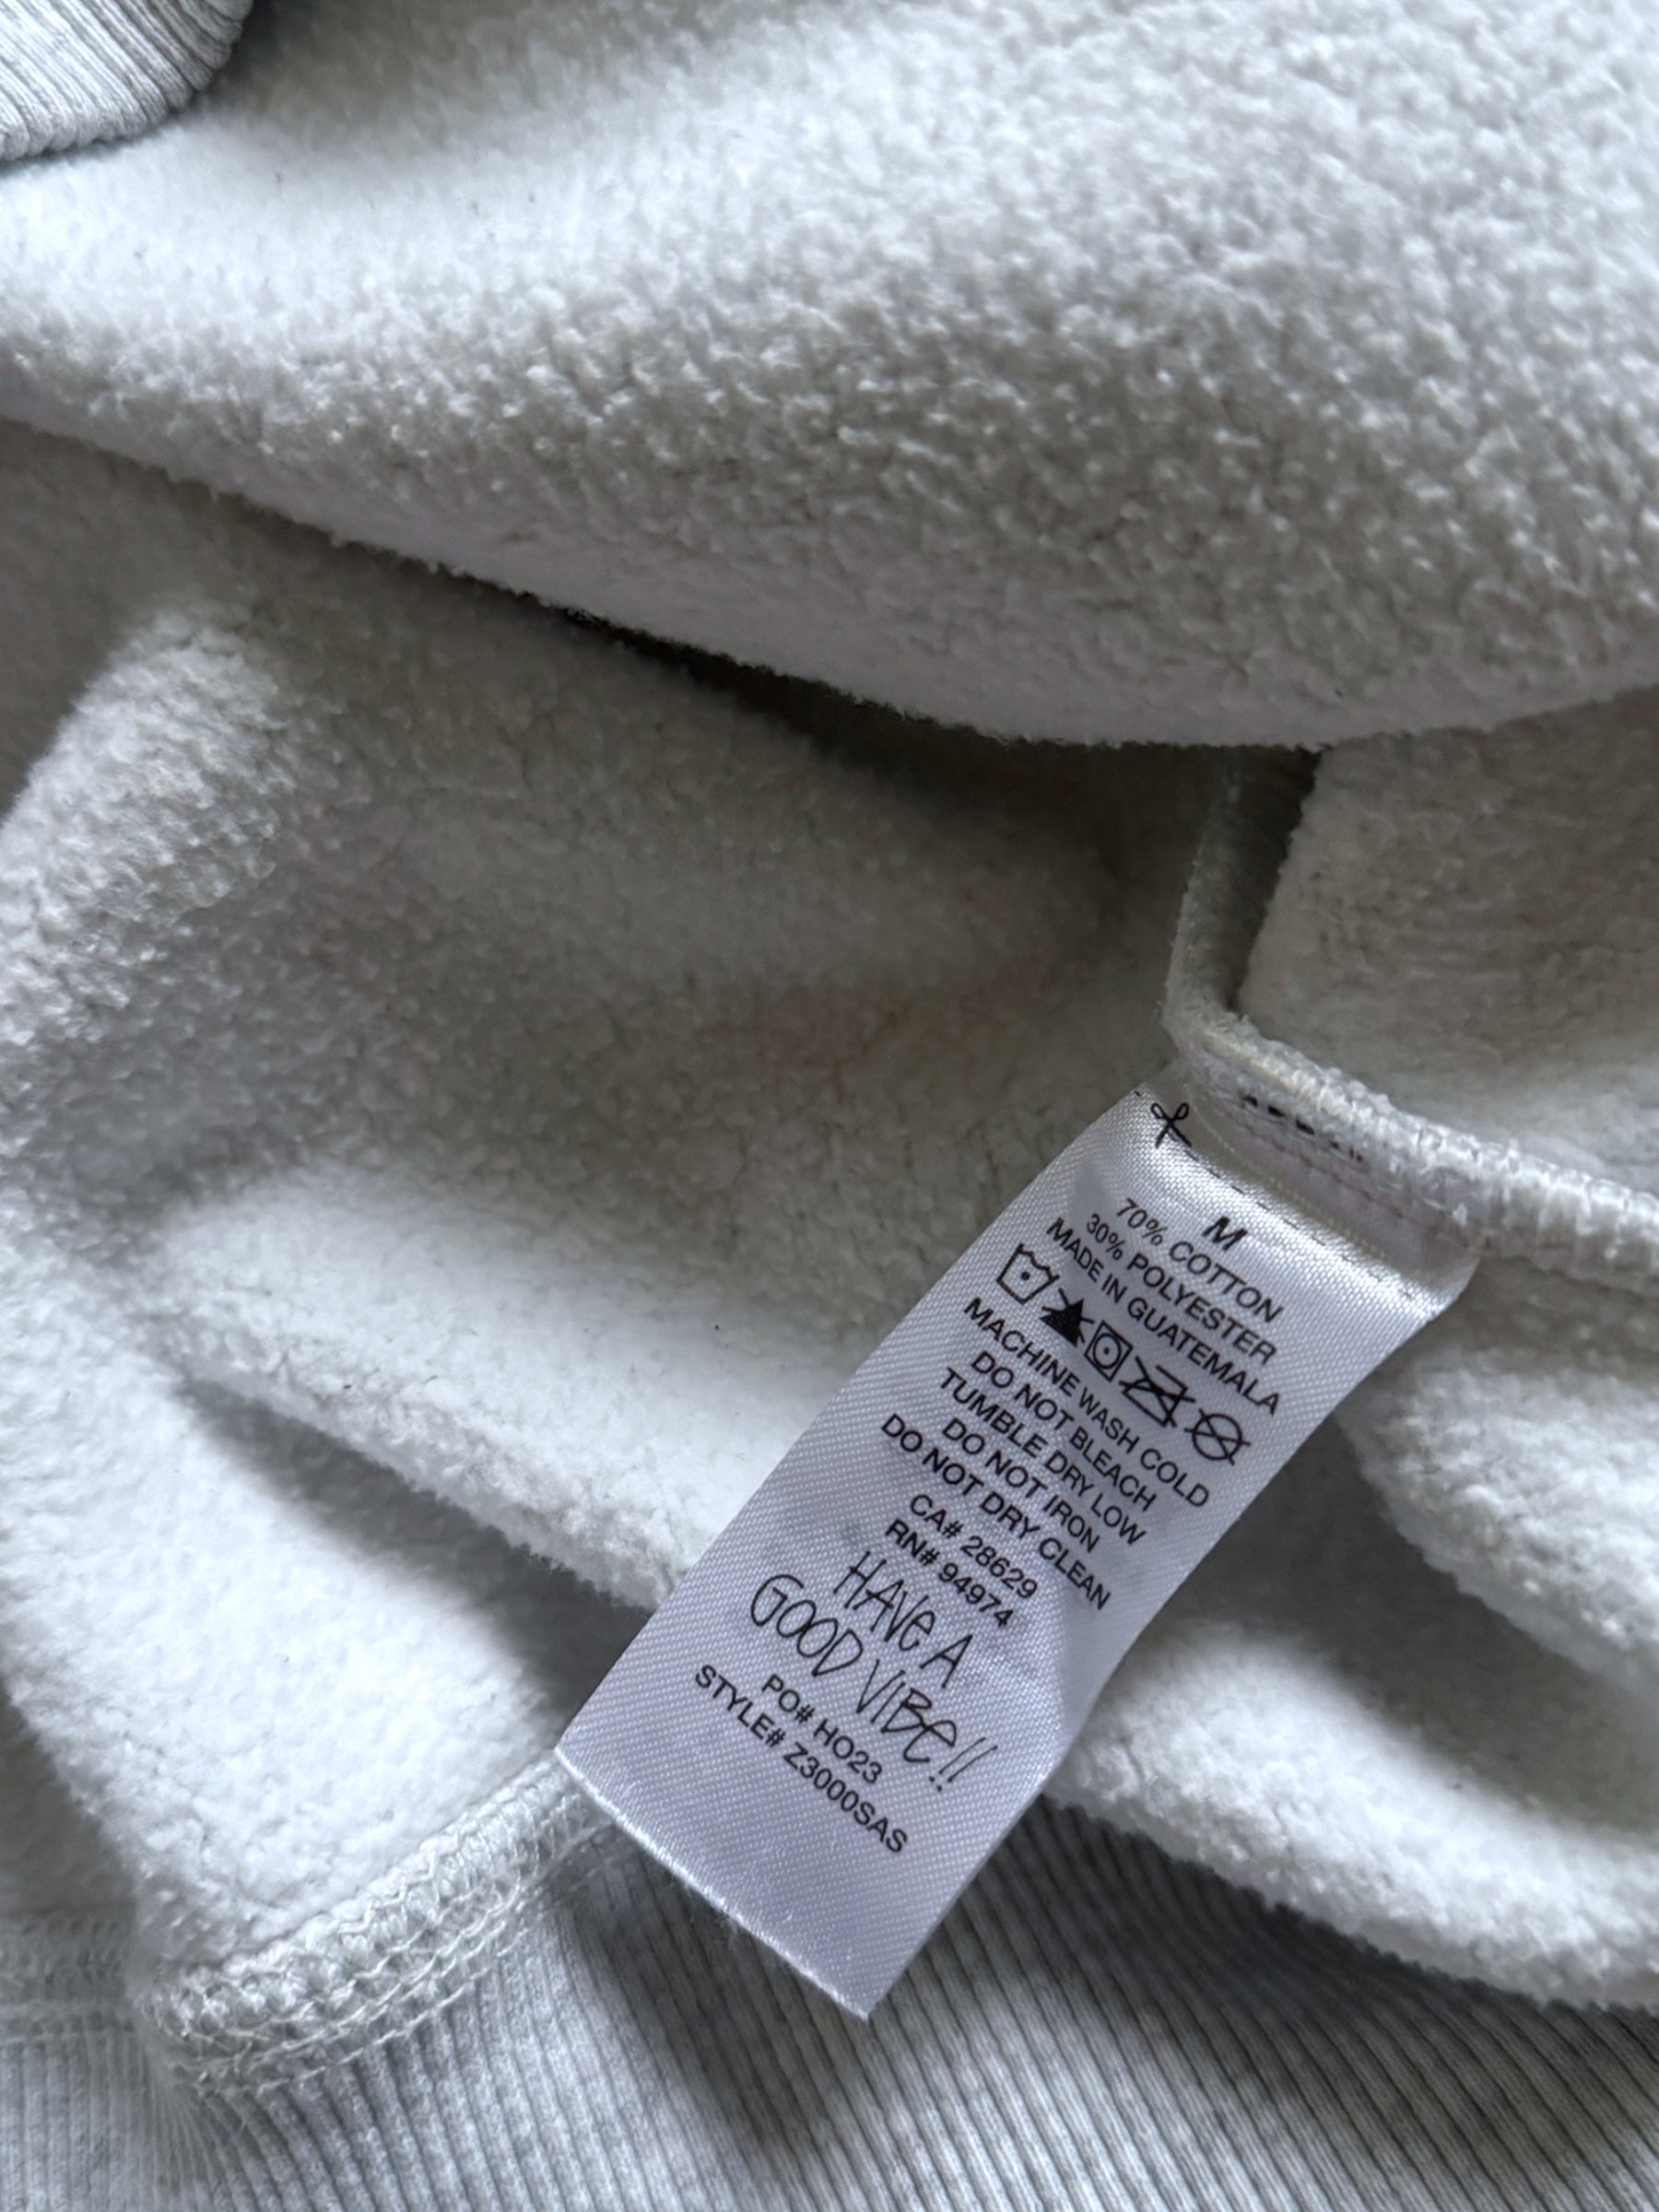 M
70% COTTON
30% POLYESTER
MADE IN GUATEMALA
MACHINE WASH COLD
DO NOT BLEACH
TUMBLE DRY LOW
DO NOT IRON
DO NOT DRY CLEAN
CA# 28629
RN# 94974
HAVe A
GOOD VIBe!!
PO# HO23
STYLE# Z3000SAS